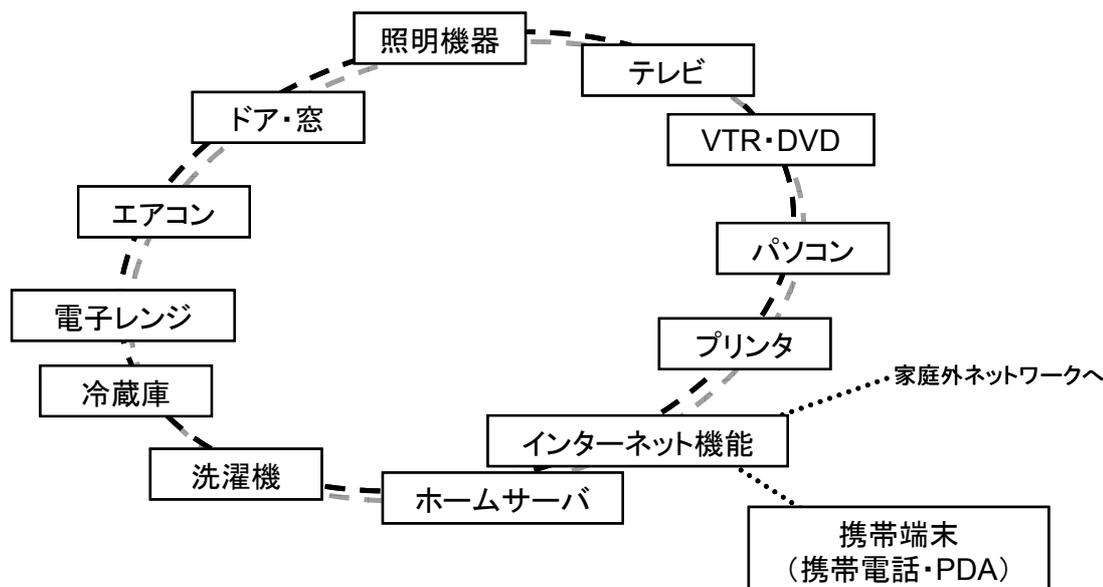 照明機器
テレビ
ドア・窓
VTR・DVD
エアコン
パソコン
電子レンジ
プリンタ
家庭外ネットワークへ
冷蔵庫
インターネット機能
洗濯機
ホームサーバ
携帯端末
(携帯電話・PDA)